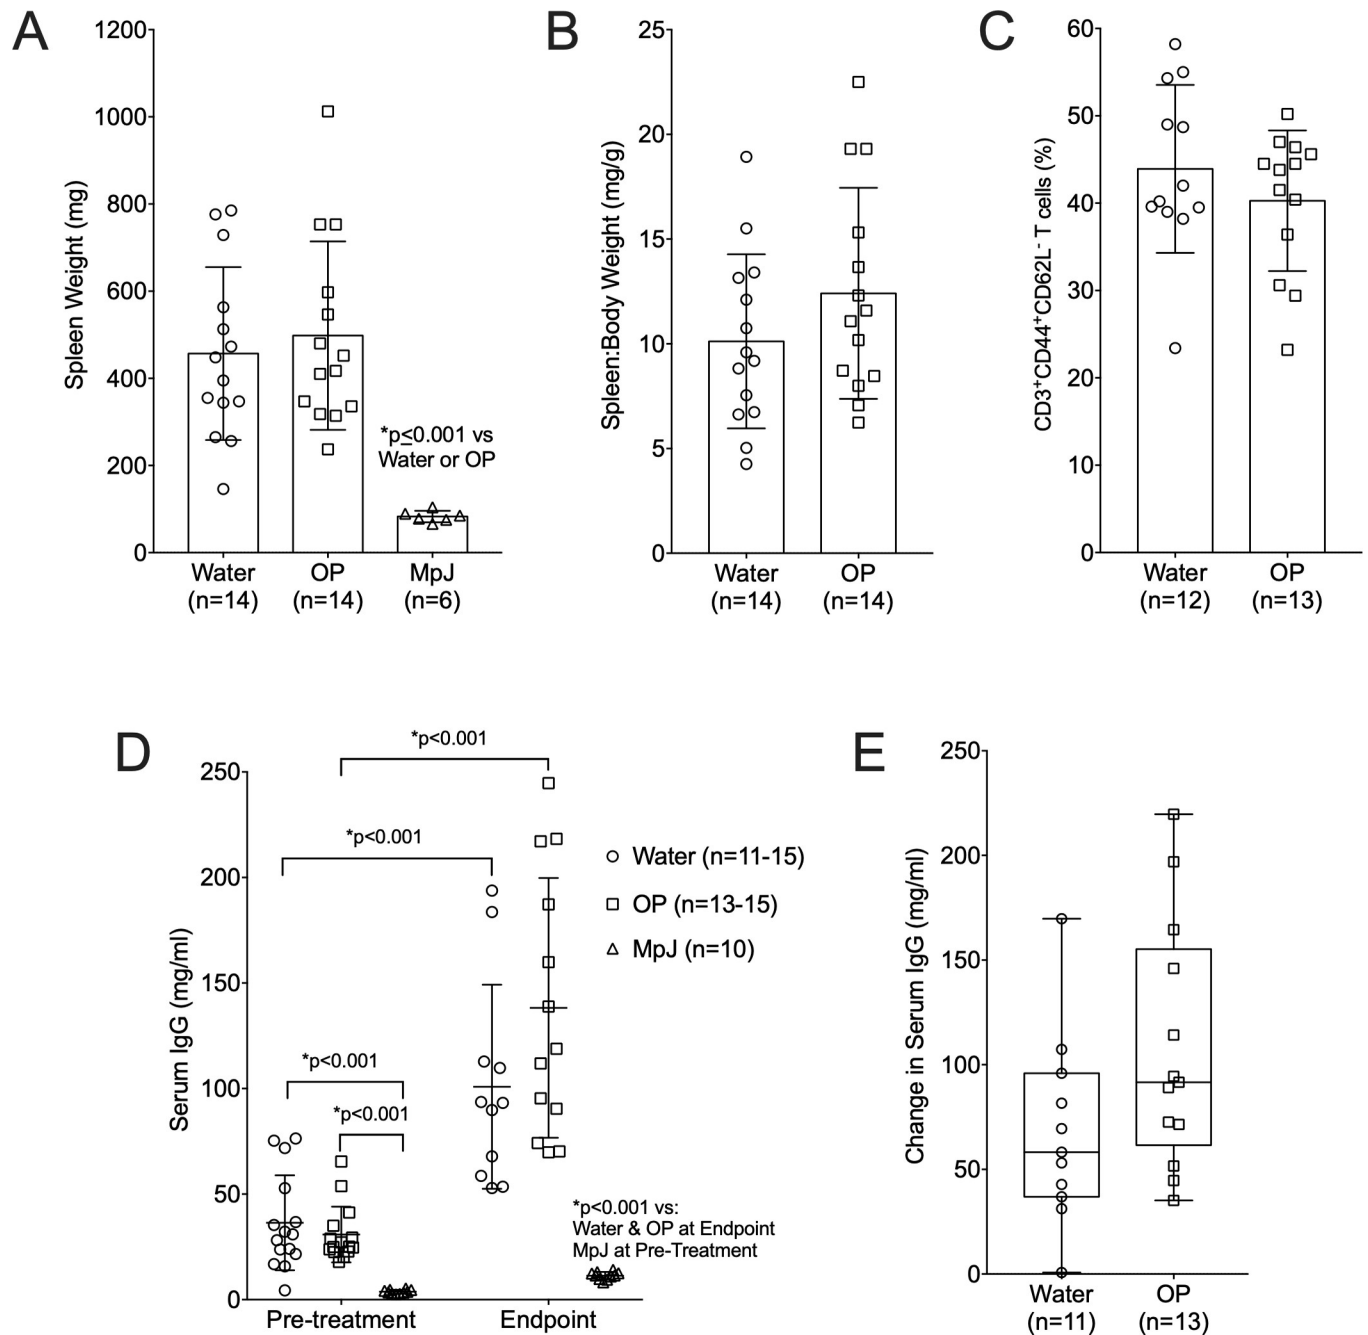 A
Spleen Weight (mg)
1200
1000
800
600
400
200
0
*p≤0.001 vs
Water or OP
Water
(n=14)
OP
(n=14)
MpJ
(n=6)
B
Spleen:Body Weight (mg/g)
25
20
15
10
5
0
Water
(n=14)
OP
(n=14)
C
CD3⁺CD44⁺CD62L⁻ T cells (%)
60
50
40
30
20
10
0
Water
(n=12)
OP
(n=13)
D
Serum IgG (mg/ml)
250
200
150
100
50
0
*p<0.001
*p<0.001
*p<0.001
*p<0.001
Water (n=11-15)
OP (n=13-15)
MpJ (n=10)
*p<0.001 vs:
Water & OP at Endpoint
MpJ at Pre-Treatment
Pre-treatment
Endpoint
E
Change in Serum IgG (mg/ml)
250
200
150
100
50
0
Water
(n=11)
OP
(n=13)